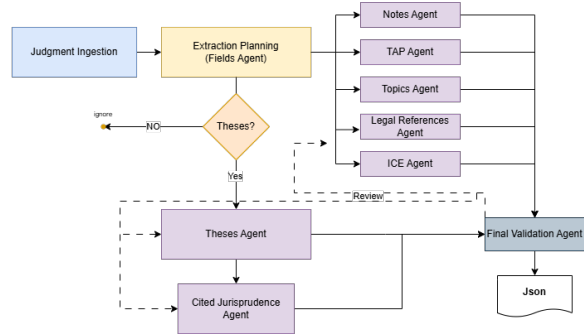 Judgment Ingestion
Extraction Planning
(Fields Agent)
Notes Agent
TAP Agent
Topics Agent
Legal References
Agent
ICE Agent
ignore
NO
Theses?
Yes
Review
Theses Agent
Final Validation Agent
Cited Jurisprudence
Agent
Json